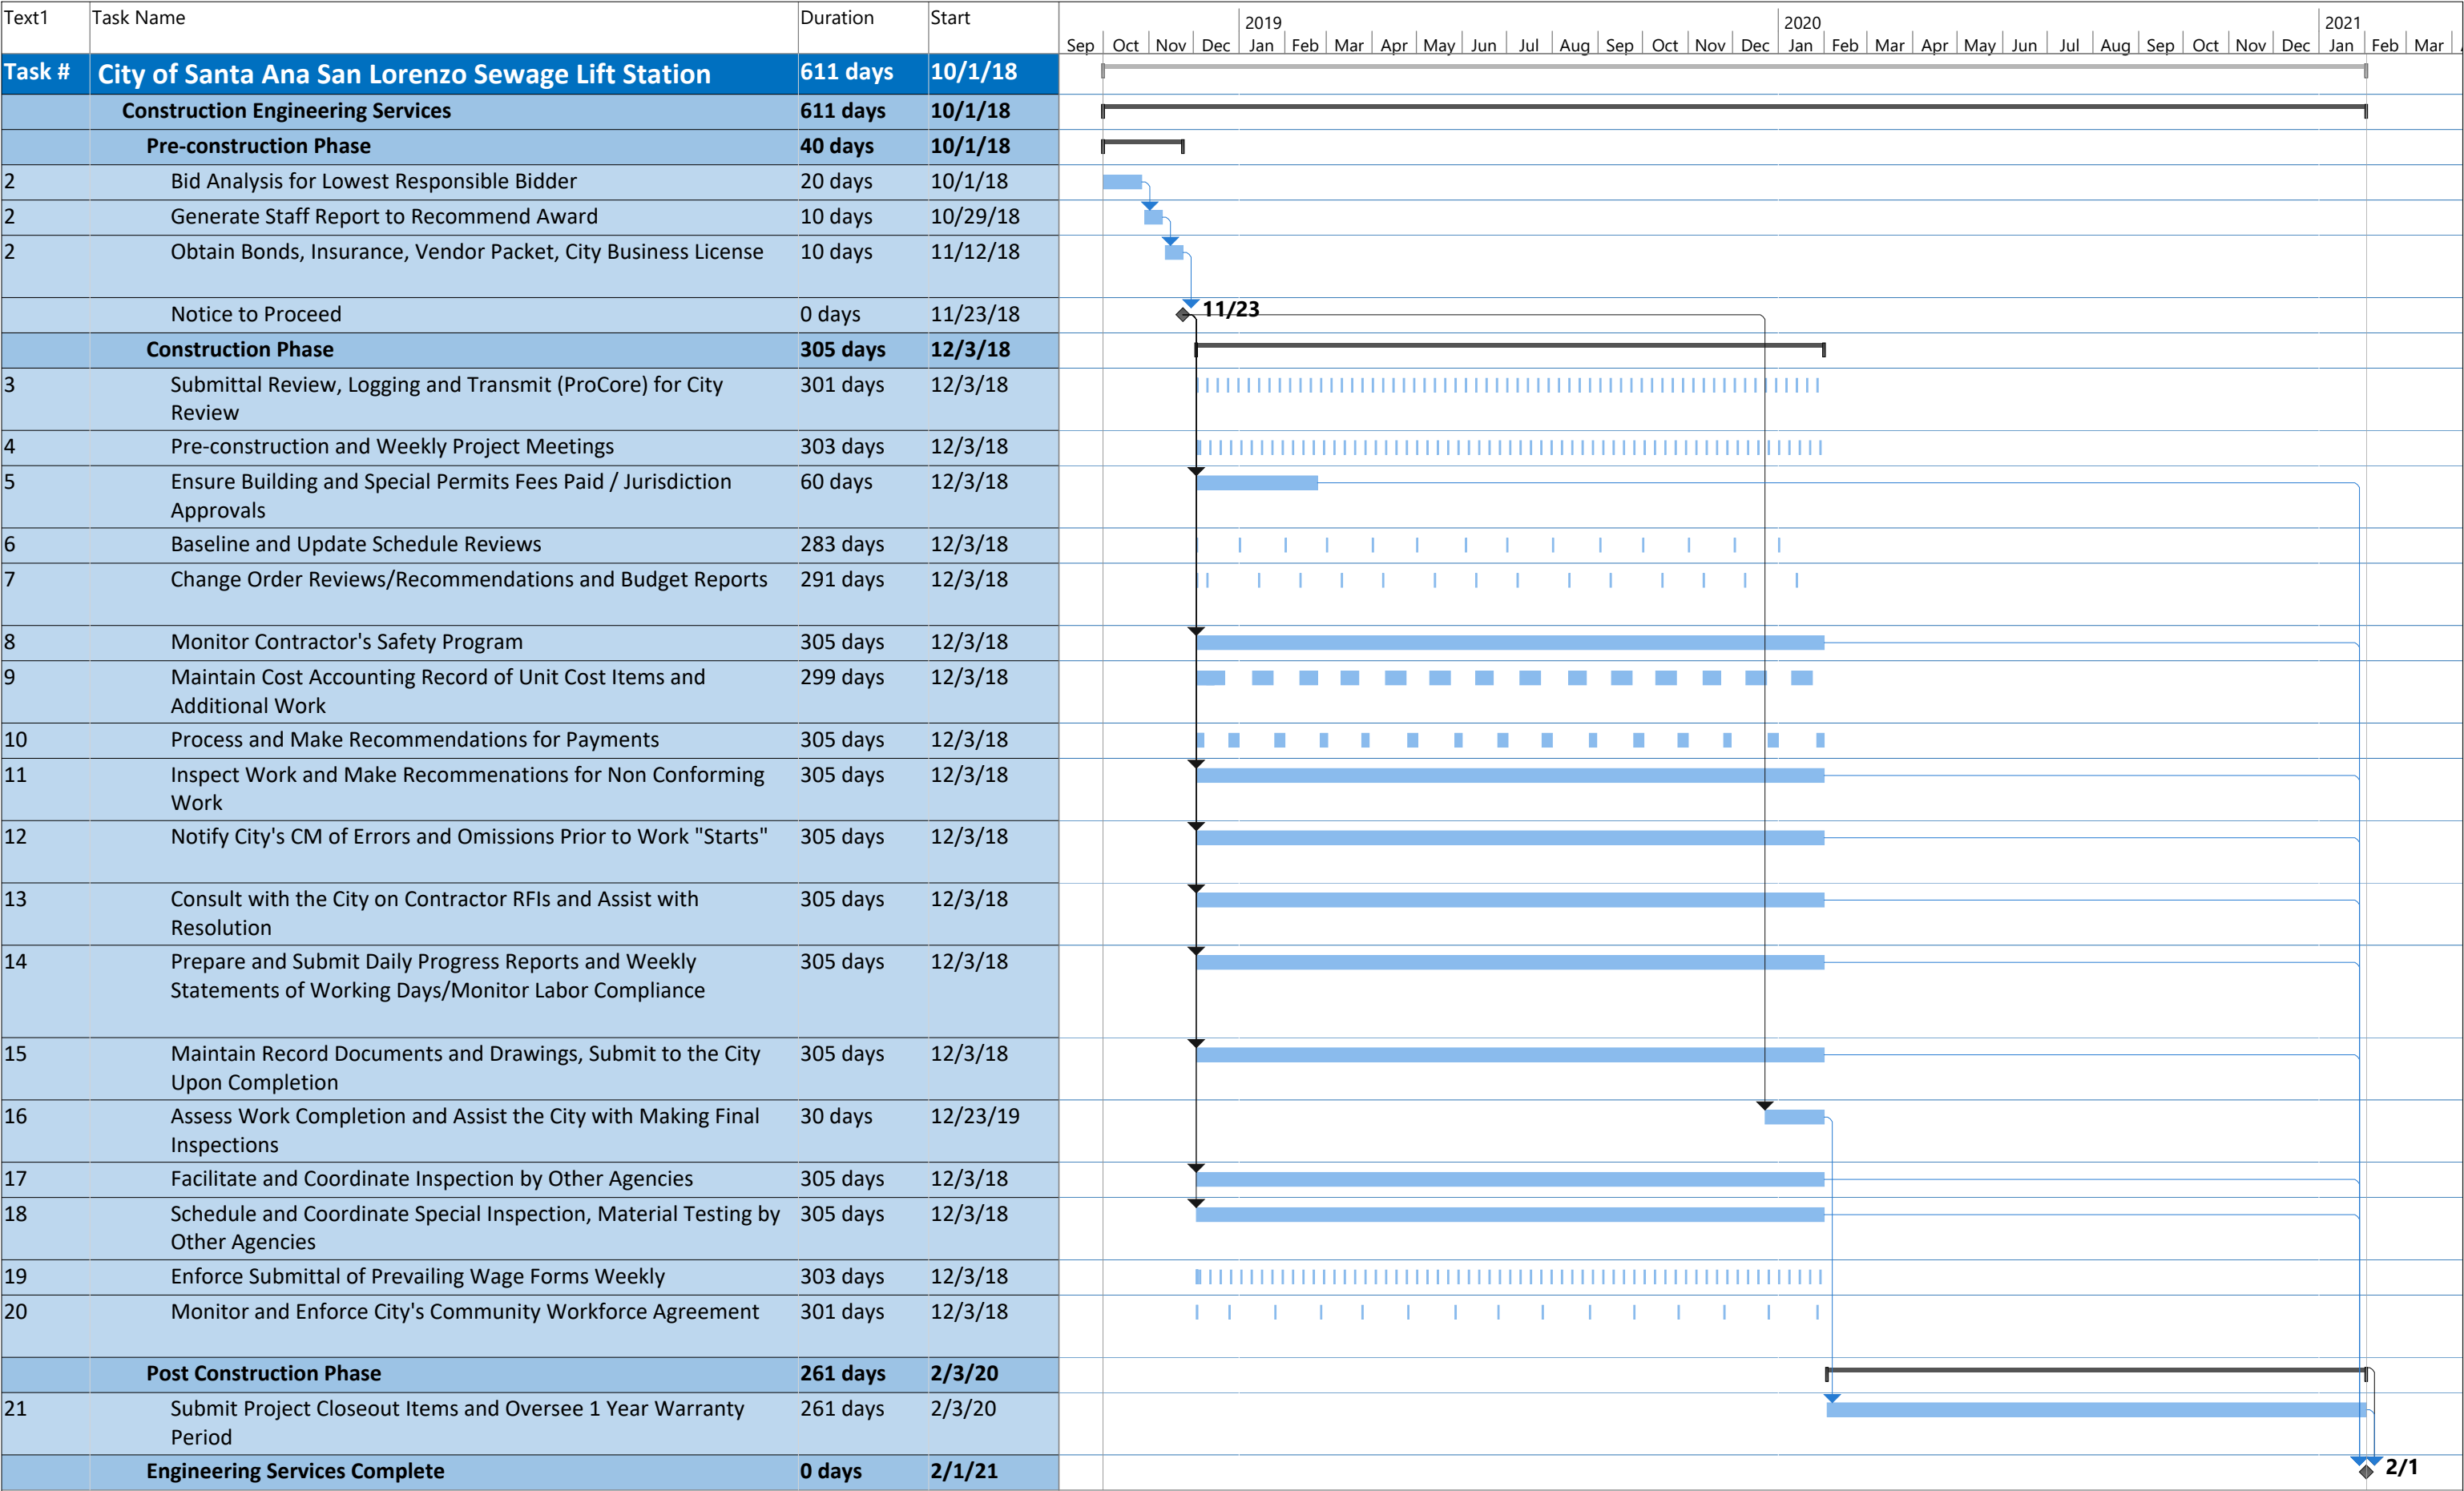 Text1 Task Name Duration Start 2019 2020 2021
Sep Oct Nov Dec Jan Feb Mar Apr May Jun Jul Aug Sep Oct Nov Dec Jan Feb Mar Apr May Jun Jul Aug Sep Oct Nov Dec Jan Feb Mar
Task # City of Santa Ana San Lorenzo Sewage Lift Station 611 days 10/1/18
Construction Engineering Services 611 days 10/1/18
Pre-construction Phase 40 days 10/1/18
2 Bid Analysis for Lowest Responsible Bidder 20 days 10/1/18
2 Generate Staff Report to Recommend Award 10 days 10/29/18
2 Obtain Bonds, Insurance, Vendor Packet, City Business License 10 days 11/12/18
Notice to Proceed 0 days 11/23/18 11/23
Construction Phase 305 days 12/3/18
3 Submittal Review, Logging and Transmit (ProCore) for City 301 days 12/3/18
Review
4 Pre-construction and Weekly Project Meetings 303 days 12/3/18
5 Ensure Building and Special Permits Fees Paid / Jurisdiction 60 days 12/3/18
Approvals
6 Baseline and Update Schedule Reviews 283 days 12/3/18
7 Change Order Reviews/Recommendations and Budget Reports 291 days 12/3/18
8 Monitor Contractor's Safety Program 305 days 12/3/18
9 Maintain Cost Accounting Record of Unit Cost Items and 299 days 12/3/18
Additional Work
10 Process and Make Recommendations for Payments 305 days 12/3/18
11 Inspect Work and Make Recommenations for Non Conforming 305 days 12/3/18
Work
12 Notify City's CM of Errors and Omissions Prior to Work "Starts" 305 days 12/3/18
13 Consult with the City on Contractor RFIs and Assist with 305 days 12/3/18
Resolution
14 Prepare and Submit Daily Progress Reports and Weekly 305 days 12/3/18
Statements of Working Days/Monitor Labor Compliance
15 Maintain Record Documents and Drawings, Submit to the City 305 days 12/3/18
Upon Completion
16 Assess Work Completion and Assist the City with Making Final 30 days 12/23/19
Inspections
17 Facilitate and Coordinate Inspection by Other Agencies 305 days 12/3/18
18 Schedule and Coordinate Special Inspection, Material Testing by 305 days 12/3/18
Other Agencies
19 Enforce Submittal of Prevailing Wage Forms Weekly 303 days 12/3/18
20 Monitor and Enforce City's Community Workforce Agreement 301 days 12/3/18
Post Construction Phase 261 days 2/3/20
21 Submit Project Closeout Items and Oversee 1 Year Warranty 261 days 2/3/20
Period
Engineering Services Complete 0 days 2/1/21 2/1